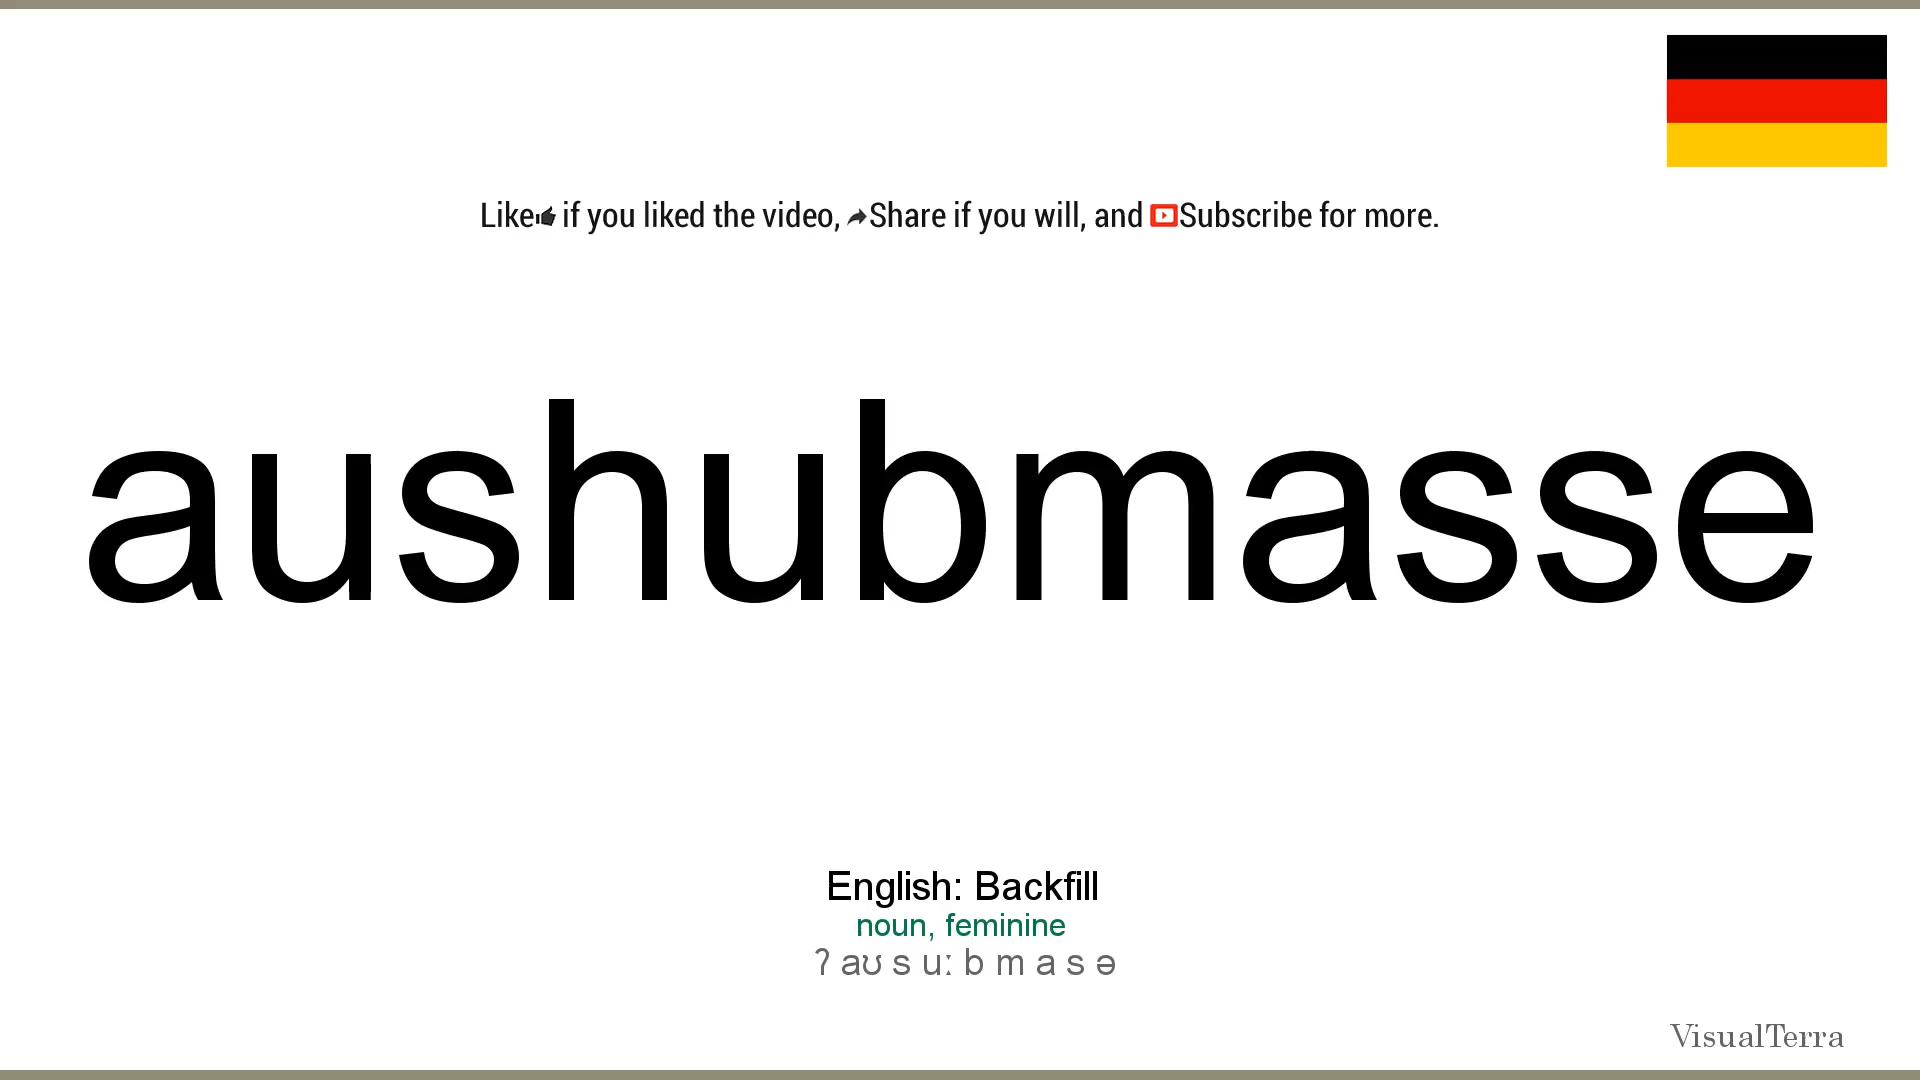 Like if you liked the video, Share if you will, and Subscribe for more.
aushubmasse
English: Backfill
noun, feminine
ʔ aʊ s uː b m a s ə
VisualTerra